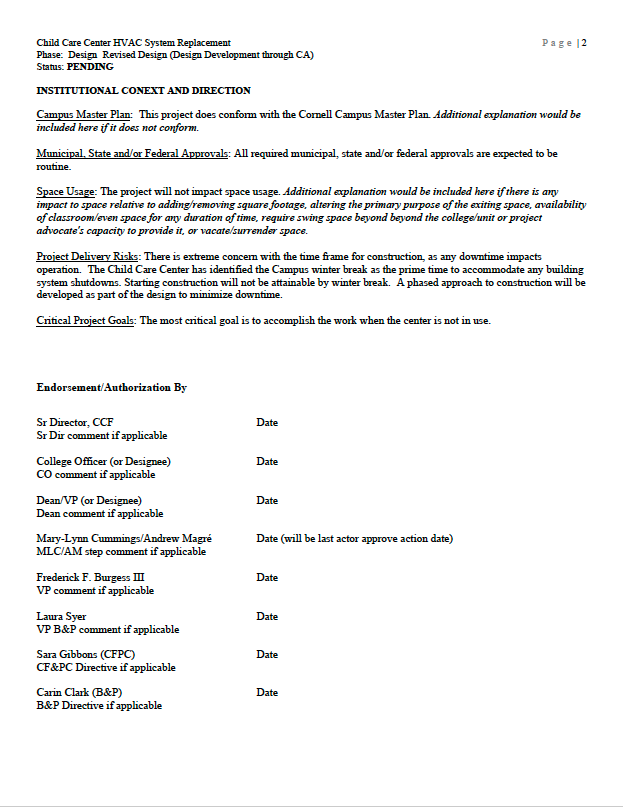 Child Care Center HVAC System Replacement
Page | 2
Phase: Design Revised Design (Design Development through CA)
Status: PENDING
INSTITUTIONAL CONEXT AND DIRECTION
Campus Master Plan: This project does conform with the Cornell Campus Master Plan. Additional explanation would be
included here if it does not conform.
Municipal, State and/or Federal Approvals: All required municipal, state and/or federal approvals are expected to be
routine.
Space Usage: The project will not impact space usage. Additional explanation would be included here if there is any
impact to space relative to adding/removing square footage, altering the primary purpose of the exiting space, availability
of classroom/even space for any duration of time, require swing space beyond beyond the college/unit or project
advocate's capacity to provide it, or vacate/surrender space.
Project Delivery Risks: There is extreme concern with the time frame for construction, as any downtime impacts
operation. The Child Care Center has identified the Campus winter break as the prime time to accommodate any building
system shutdowns. Starting construction will not be attainable by winter break. A phased approach to construction will be
developed as part of the design to minimize downtime.
Critical Project Goals: The most critical goal is to accomplish the work when the center is not in use.
Endorsement/Authorization By
Sr Director, CCF Date
Sr Dir comment if applicable
College Officer (or Designee) Date
CO comment if applicable
Dean/VP (or Designee) Date
Dean comment if applicable
Mary-Lynn Cummings/Andrew Magré Date (will be last actor approve action date)
MLC/AM step comment if applicable
Frederick F. Burgess III Date
VP comment if applicable
Laura Syer Date
VP B&P comment if applicable
Sara Gibbons (CFPC) Date
CF&PC Directive if applicable
Carin Clark (B&P) Date
B&P Directive if applicable